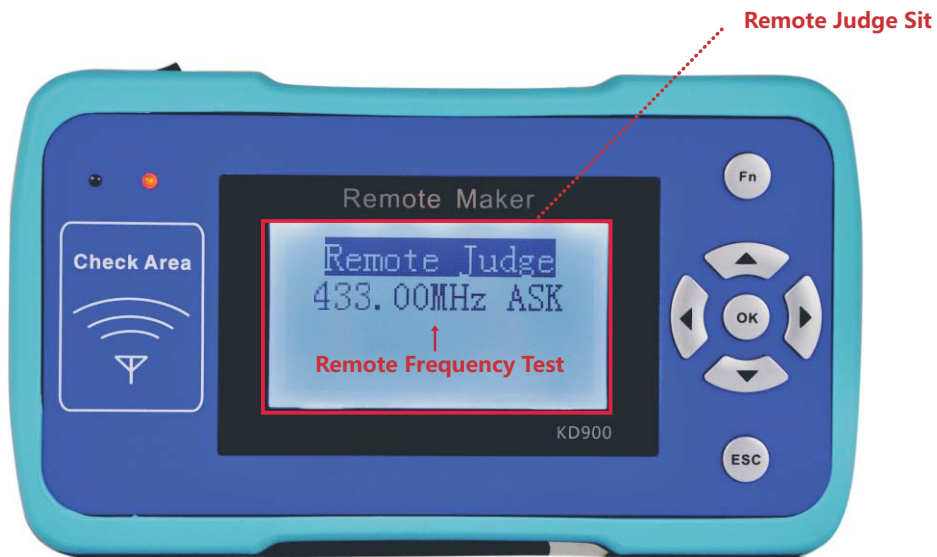 Remote Judge Sit
Fn
Remote Maker
Check Area
Remote Judge
433.00MHz ASK
OK
Remote Frequency Test
KD900
ESC